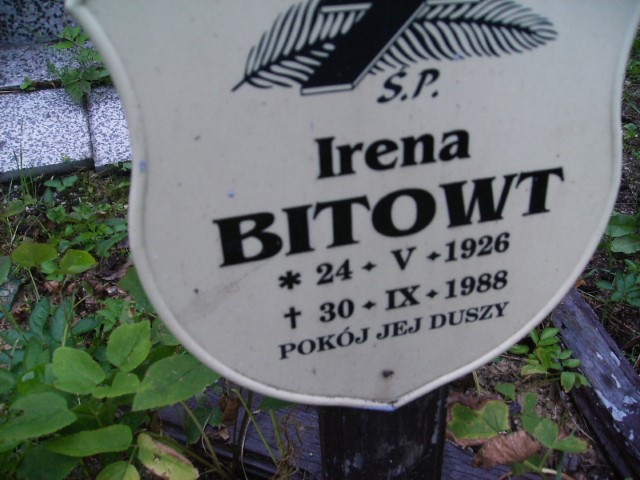 Ś.P.
Irena
BITOWT
* 24 + V + 1926
† 30 + IX + 1988
POKÓJ JEJ DUSZY